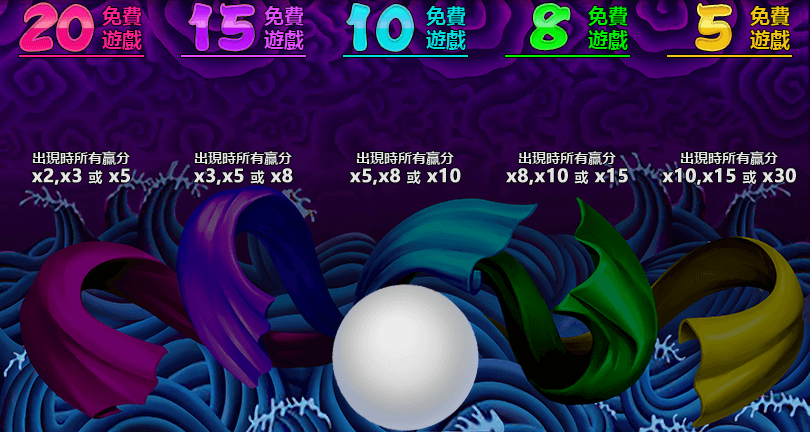 20 免費遊戲
15 免費遊戲
10 免費遊戲
8 免費遊戲
5 免費遊戲
出現時所有贏分
x2,x3 或 x5
出現時所有贏分
x3,x5 或 x8
出現時所有贏分
x5,x8 或 x10
出現時所有贏分
x8,x10 或 x15
出現時所有贏分
x10,x15 或 x30